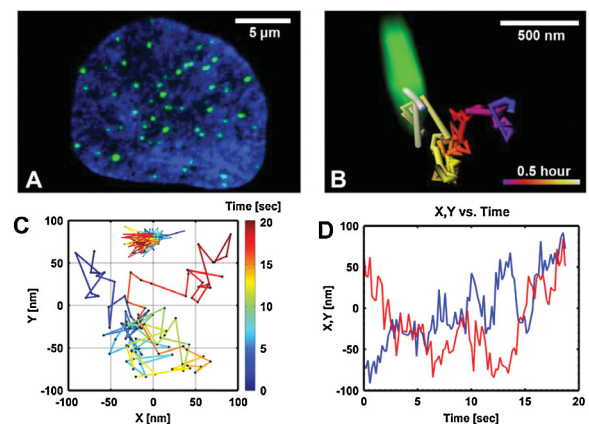 5 µm
A
500 nm
B
0.5 hour
C
Time [sec]
100
50
0
-50
-100
Y [nm]
-100 -50 0 50 100
X [nm]
20
15
10
5
0
X,Y vs. Time
D
100
50
0
-50
-100
X,Y [nm]
0 5 10 15 20
Time [sec]